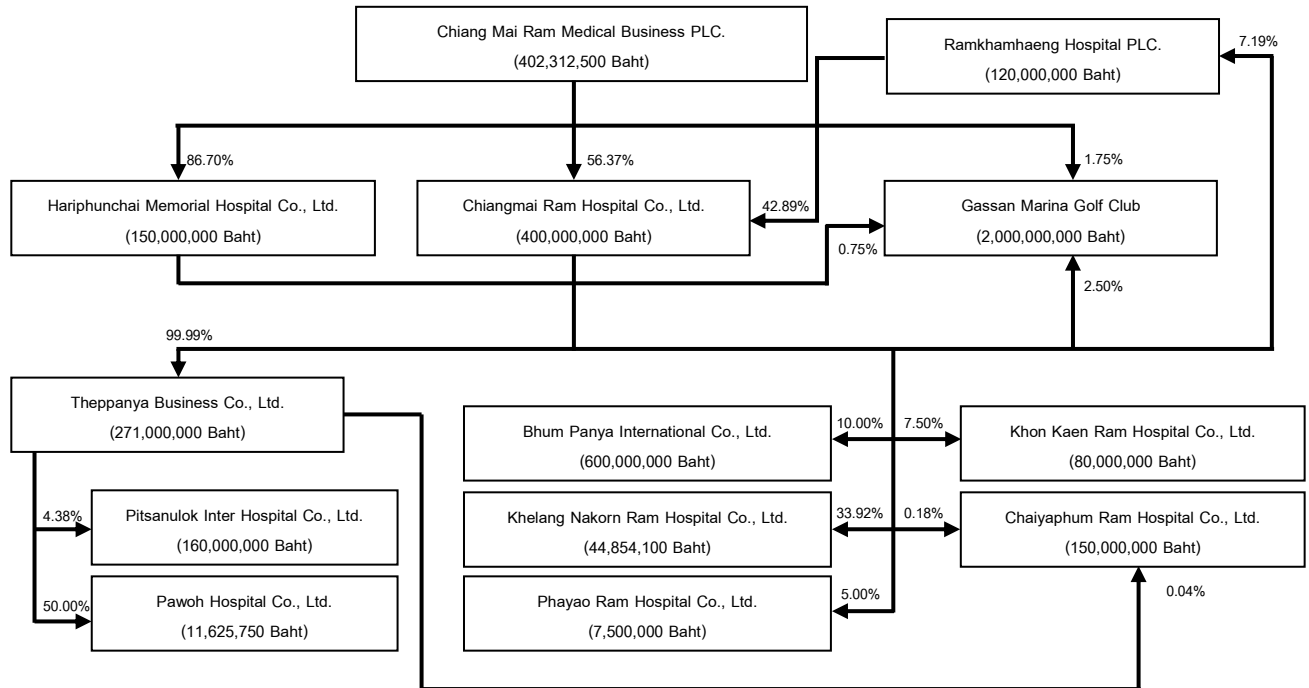 Chiang Mai Ram Medical Business PLC.
(402,312,500 Baht)
Ramkhamhaeng Hospital PLC.
(120,000,000 Baht)
7.19%
86.70%
56.37%
1.75%
Hariphunchai Memorial Hospital Co., Ltd.
(150,000,000 Baht)
Chiangmai Ram Hospital Co., Ltd.
(400,000,000 Baht)
42.89%
Gassan Marina Golf Club
(2,000,000,000 Baht)
0.75%
2.50%
99.99%
Theppanya Business Co., Ltd.
(271,000,000 Baht)
Bhum Panya International Co., Ltd.
(600,000,000 Baht)
10.00%
7.50%
Khon Kaen Ram Hospital Co., Ltd.
(80,000,000 Baht)
4.38%
Pitsanulok Inter Hospital Co., Ltd.
(160,000,000 Baht)
Khelang Nakorn Ram Hospital Co., Ltd.
(44,854,100 Baht)
33.92%
0.18%
Chaiyaphum Ram Hospital Co., Ltd.
(150,000,000 Baht)
50.00%
Pawoh Hospital Co., Ltd.
(11,625,750 Baht)
Phayao Ram Hospital Co., Ltd.
(7,500,000 Baht)
5.00%
0.04%